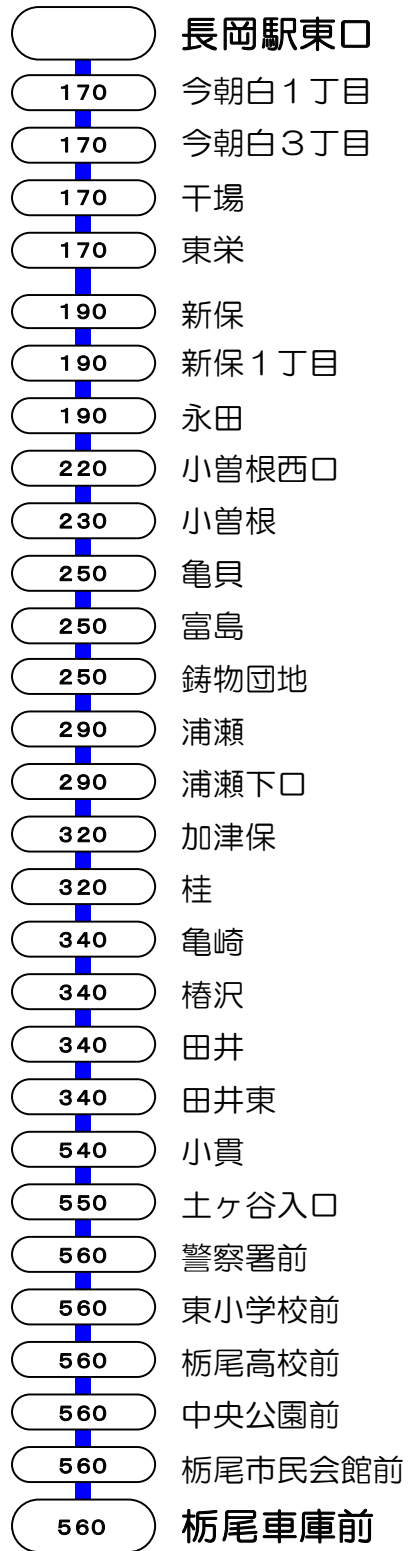 長岡駅東口
170 今朝白1丁目
170 今朝白3丁目
170 干場
170 東栄
190 新保
190 新保1丁目
190 永田
220 小曽根西口
230 小曽根
250 亀貝
250 富島
250 鋳物団地
290 浦瀬
290 浦瀬下口
320 加津保
320 桂
340 亀崎
340 椿沢
340 田井
340 田井東
540 小貫
550 土ヶ谷入口
560 警察署前
560 東小学校前
560 栃尾高校前
560 中央公園前
560 栃尾市民会館前
560 栃尾車庫前